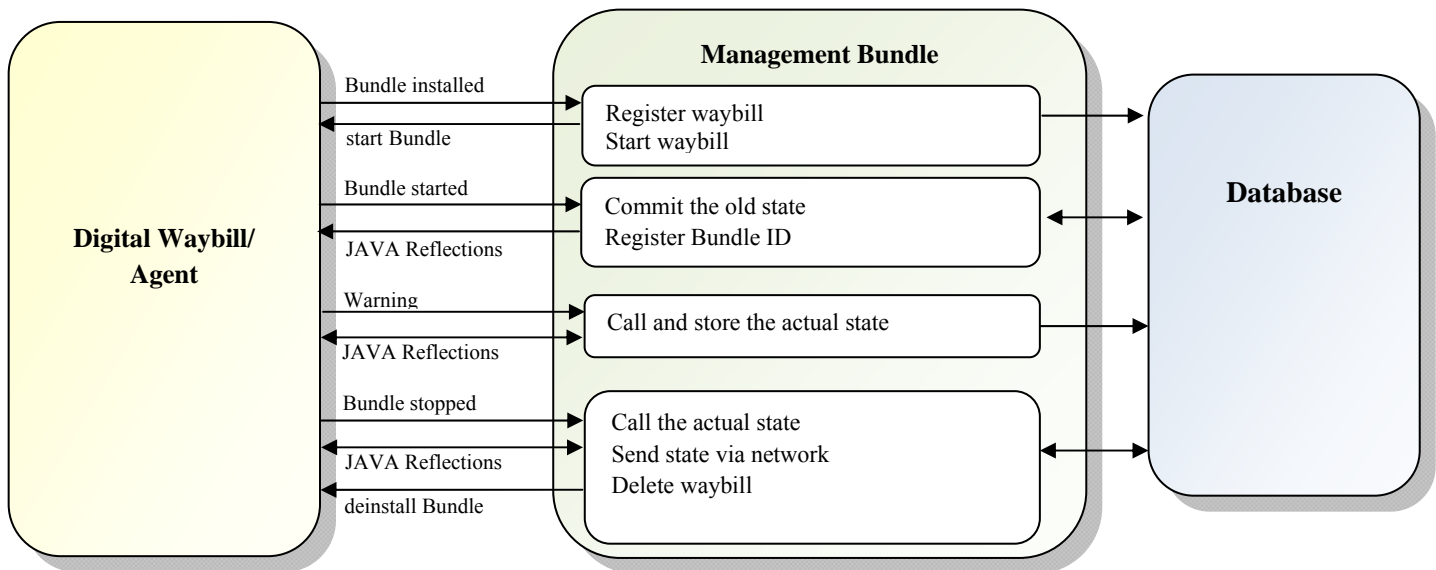 Management Bundle
Bundle installed
start Bundle
Register waybill
Start waybill
Bundle started
JAVA Reflections
Commit the old state
Register Bundle ID
Database
Digital Waybill/
Agent
Warning
JAVA Reflections
Call and store the actual state
Bundle stopped
JAVA Reflections
deinstall Bundle
Call the actual state
Send state via network
Delete waybill